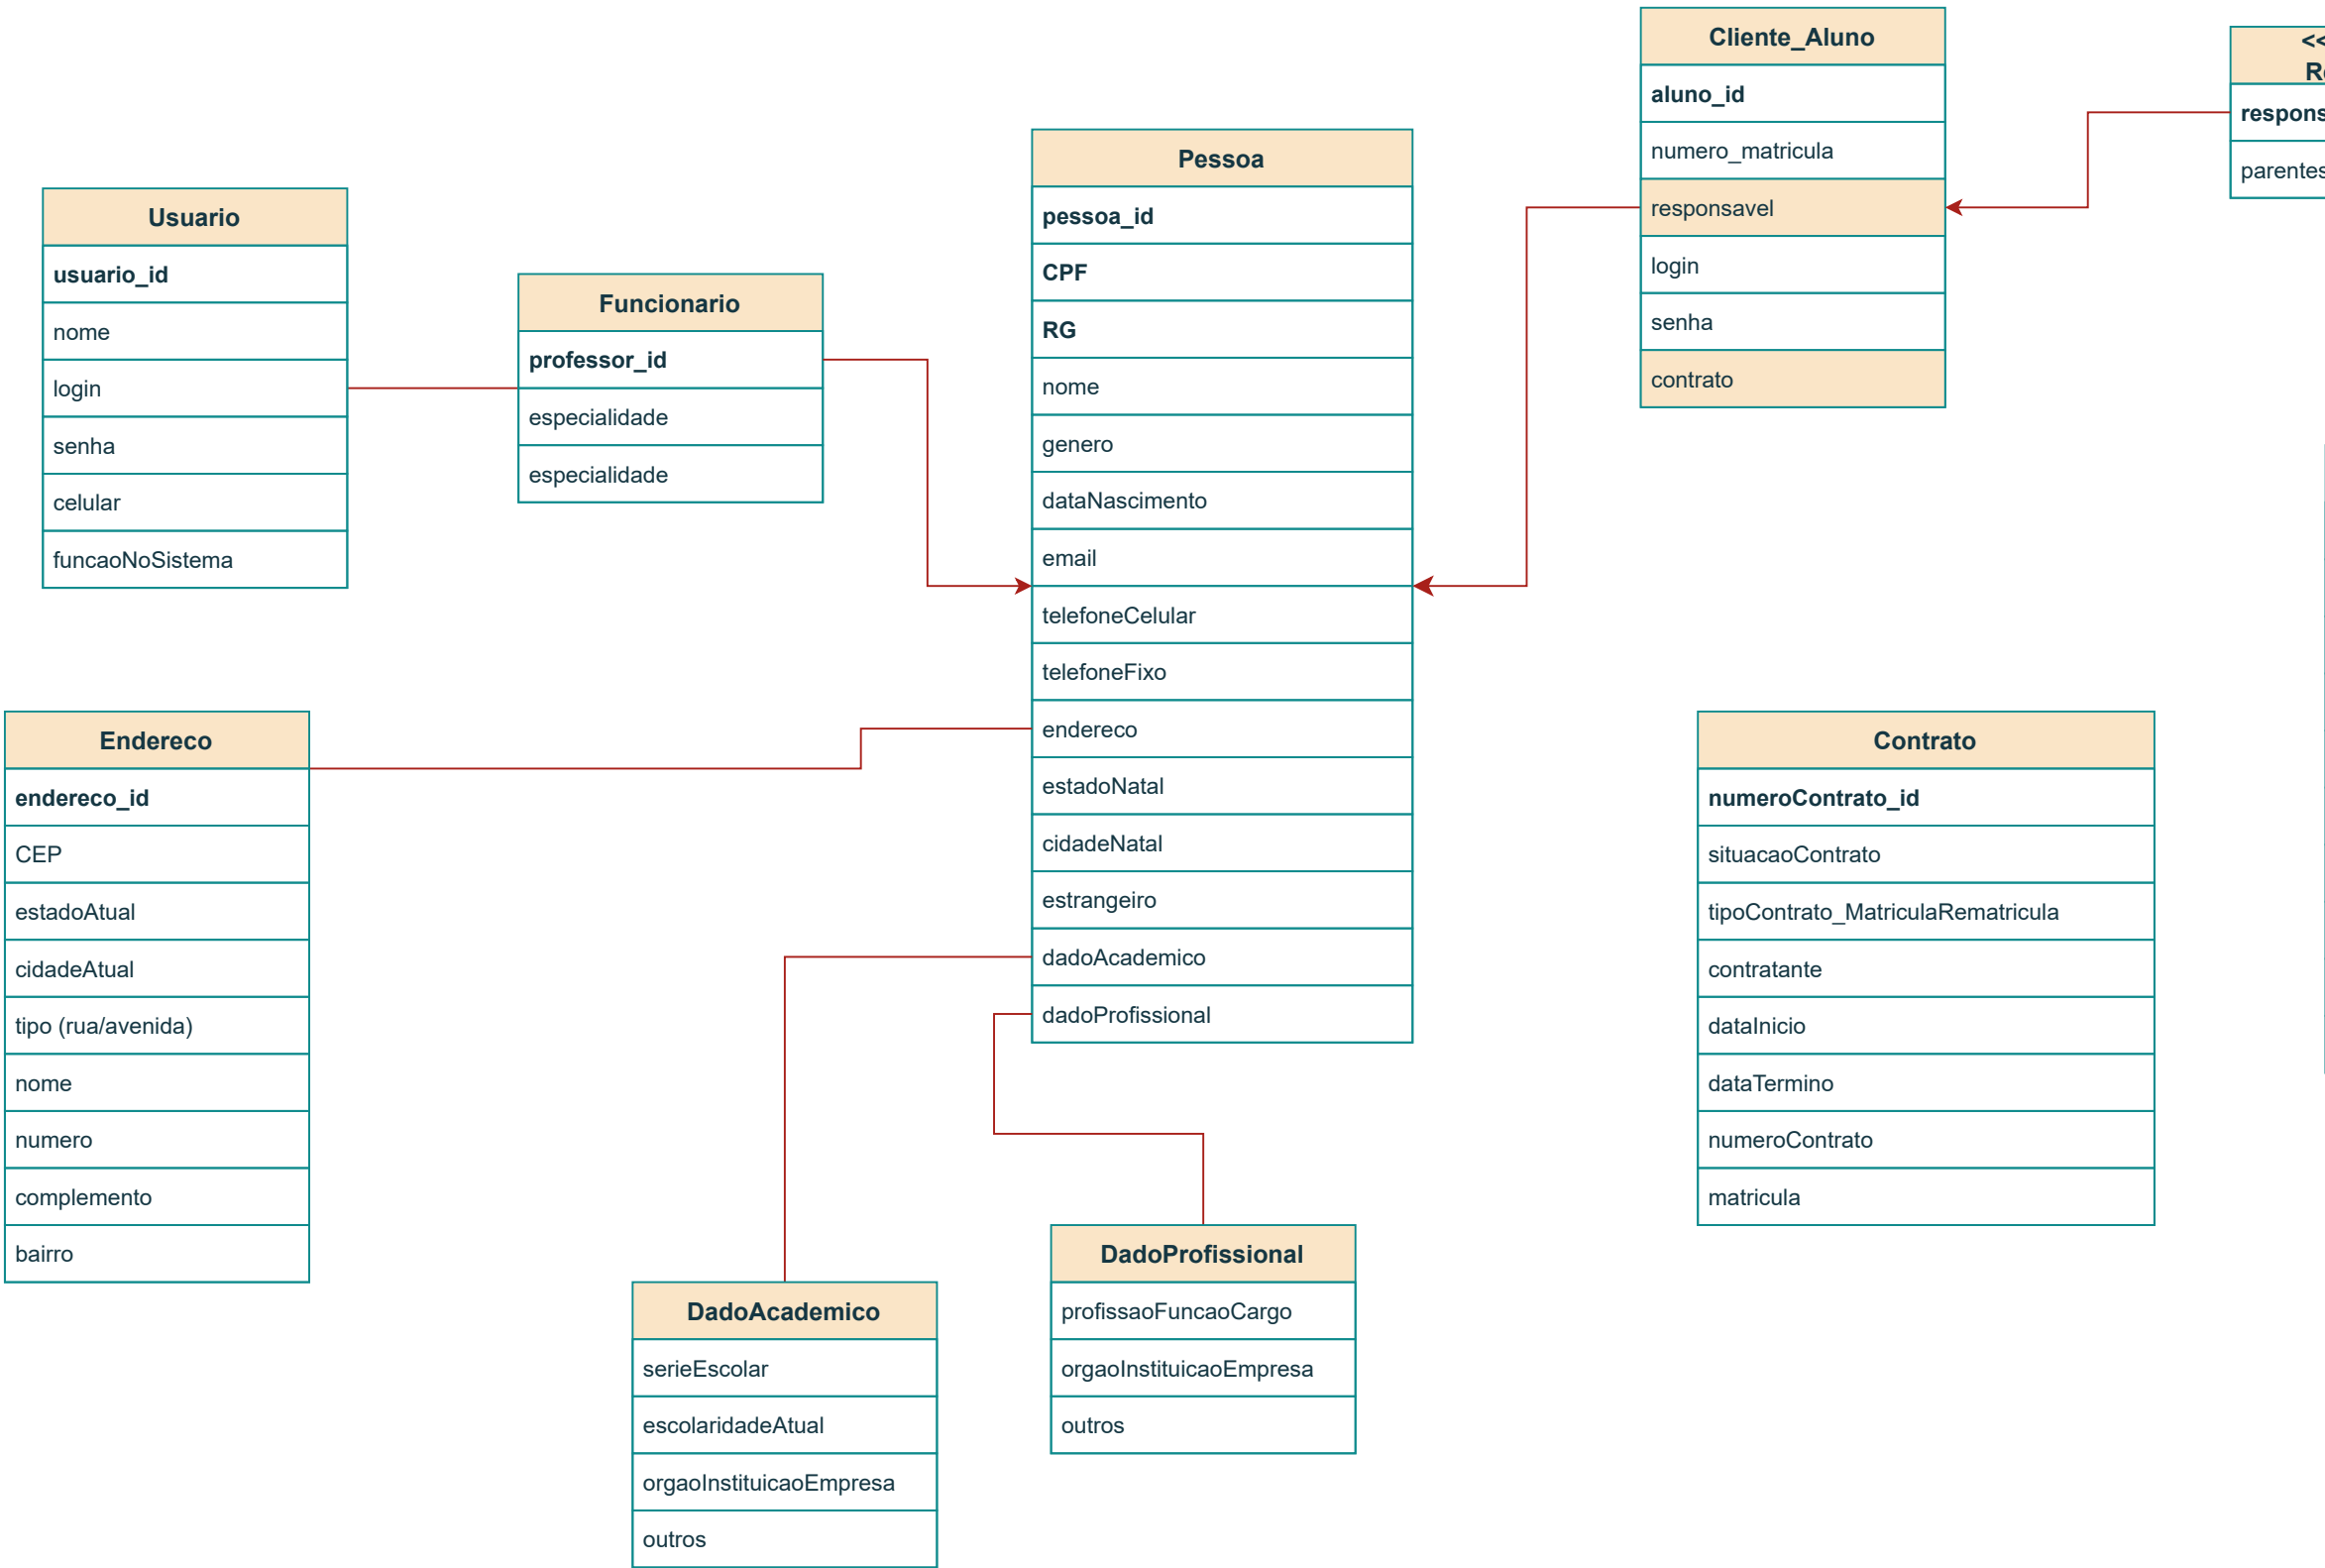 Usuario
usuario_id
nome
login
senha
celular
funcaoNoSistema
Funcionario
professor_id
especialidade
especialidade
Pessoa
pessoa_id
CPF
RG
nome
genero
dataNascimento
email
telefoneCelular
telefoneFixo
endereco
estadoNatal
cidadeNatal
estrangeiro
dadoAcademico
dadoProfissional
Cliente_Aluno
aluno_id
numero_matricula
responsavel
login
senha
contrato
Endereco
endereco_id
CEP
estadoAtual
cidadeAtual
tipo (rua/avenida)
nome
numero
complemento
bairro
Contrato
numeroContrato_id
situacaoContrato
tipoContrato_MatriculaRematricula
contratante
dataInicio
dataTermino
numeroContrato
matricula
DadoAcademico
serieEscolar
escolaridadeAtual
orgaoInstituicaoEmpresa
outros
DadoProfissional
profissaoFuncaoCargo
orgaoInstituicaoEmpresa
outros